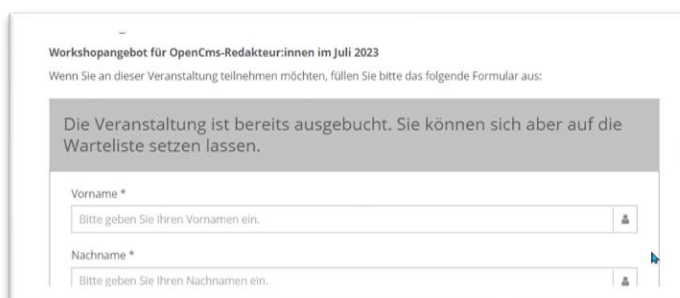 Workshopangebot für OpenCms-Redakteur:innen im Juli 2023
Wenn Sie an dieser Veranstaltung teilnehmen möchten, füllen Sie bitte das folgende Formular aus:
Die Veranstaltung ist bereits ausgebucht. Sie können sich aber auf die
Warteliste setzen lassen.
Vorname *
Bitte geben Sie Ihren Vornamen ein.
Nachname *
Bitte geben Sie Ihren Nachnamen ein.